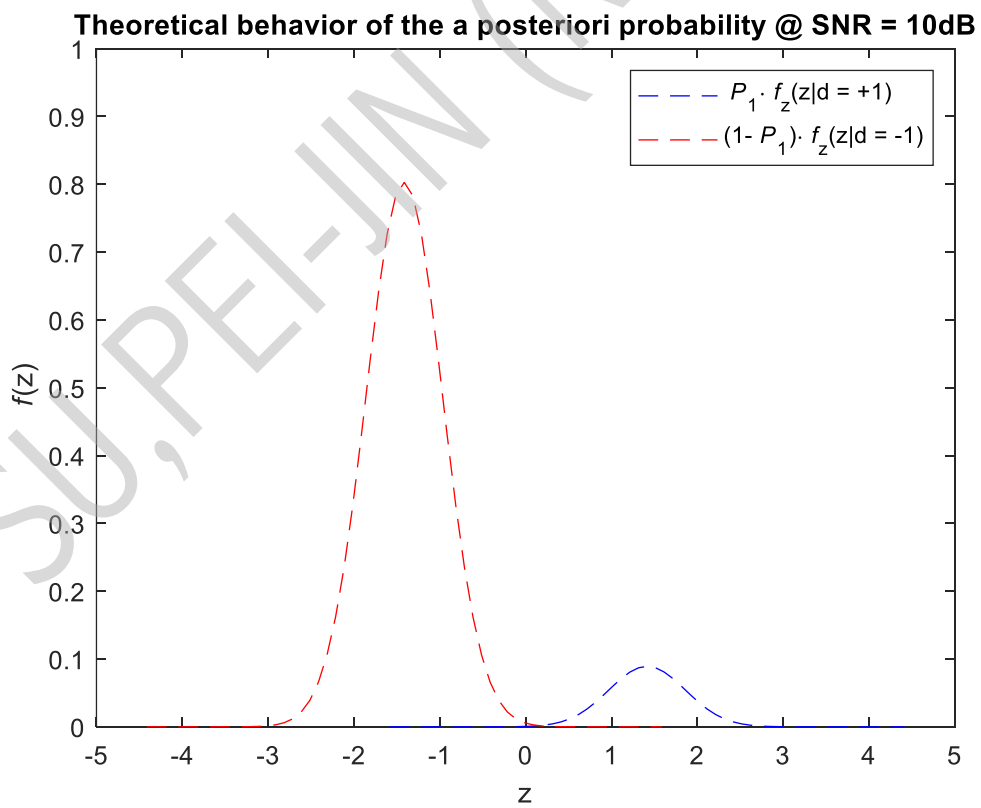 Theoretical behavior of the a posteriori probability @ SNR = 10dB
P1· fz(z|d = +1)
(1- P1)· fz(z|d = -1)
1
0.9
0.8
0.7
0.6
0.5
0.4
0.3
0.2
0.1
0
f(z)
-5 -4 -3 -2 -1 0 1 2 3 4 5
z
SU,PEI-JIN (